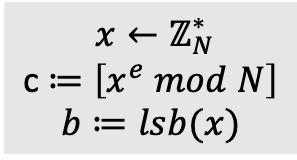 x ← ℤ*_N
c ≔ [x^e mod N]
b ≔ lsb(x)